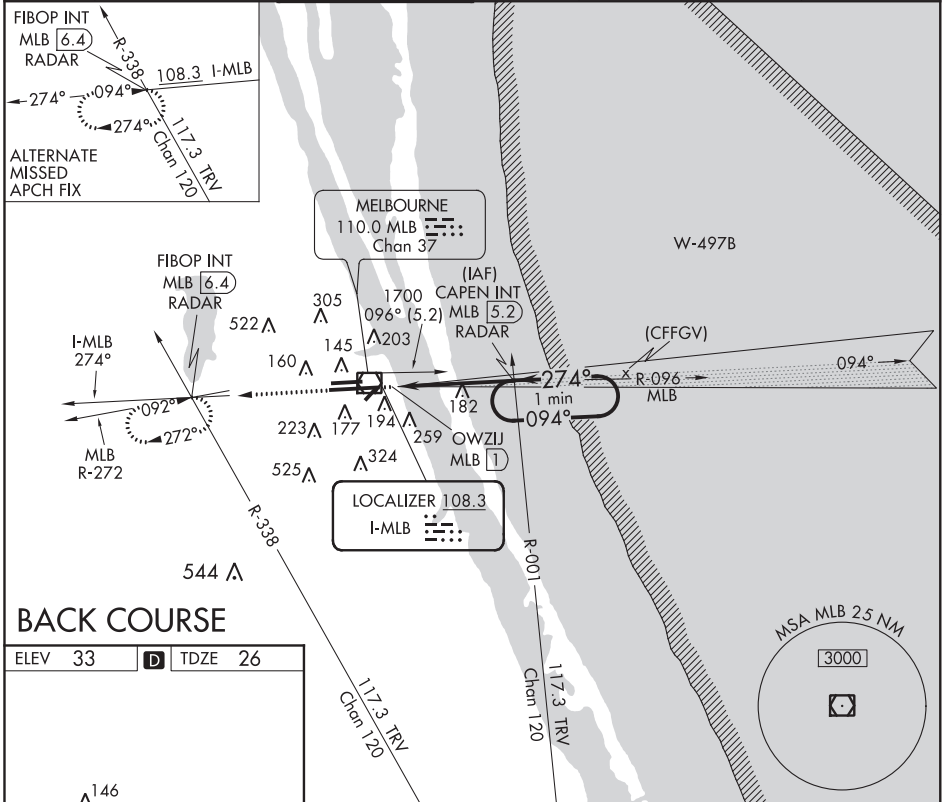 FIBOP INT
MLB 6.4
RADAR
R-338
108.3 I-MLB
274°
094°
274°
117.3 TRV
Chan 120
ALTERNATE
MISSED
APCH FIX
MELBOURNE
110.0 MLB
Chan 37
W-497B
FIBOP INT
MLB 6.4
RADAR
(IAF)
CAPEN INT
MLB 5.2
RADAR
1700
096° (5.2)
305
522
203
145
160
(CFFGV)
I-MLB
274°
094°
274°
1 min
094°
x
R-096
MLB
182
092°
272°
MLB
R-272
223
177
194
259
OWZIJ
MLB 1
324
525
LOCALIZER 108.3
I-MLB
R-338
R-001
544
BACK COURSE
MSA MLB 25 NM
3000
ELEV 33 D TDZE 26
117.3 TRV
Chan 120
117.3 TRV
Chan 120
146